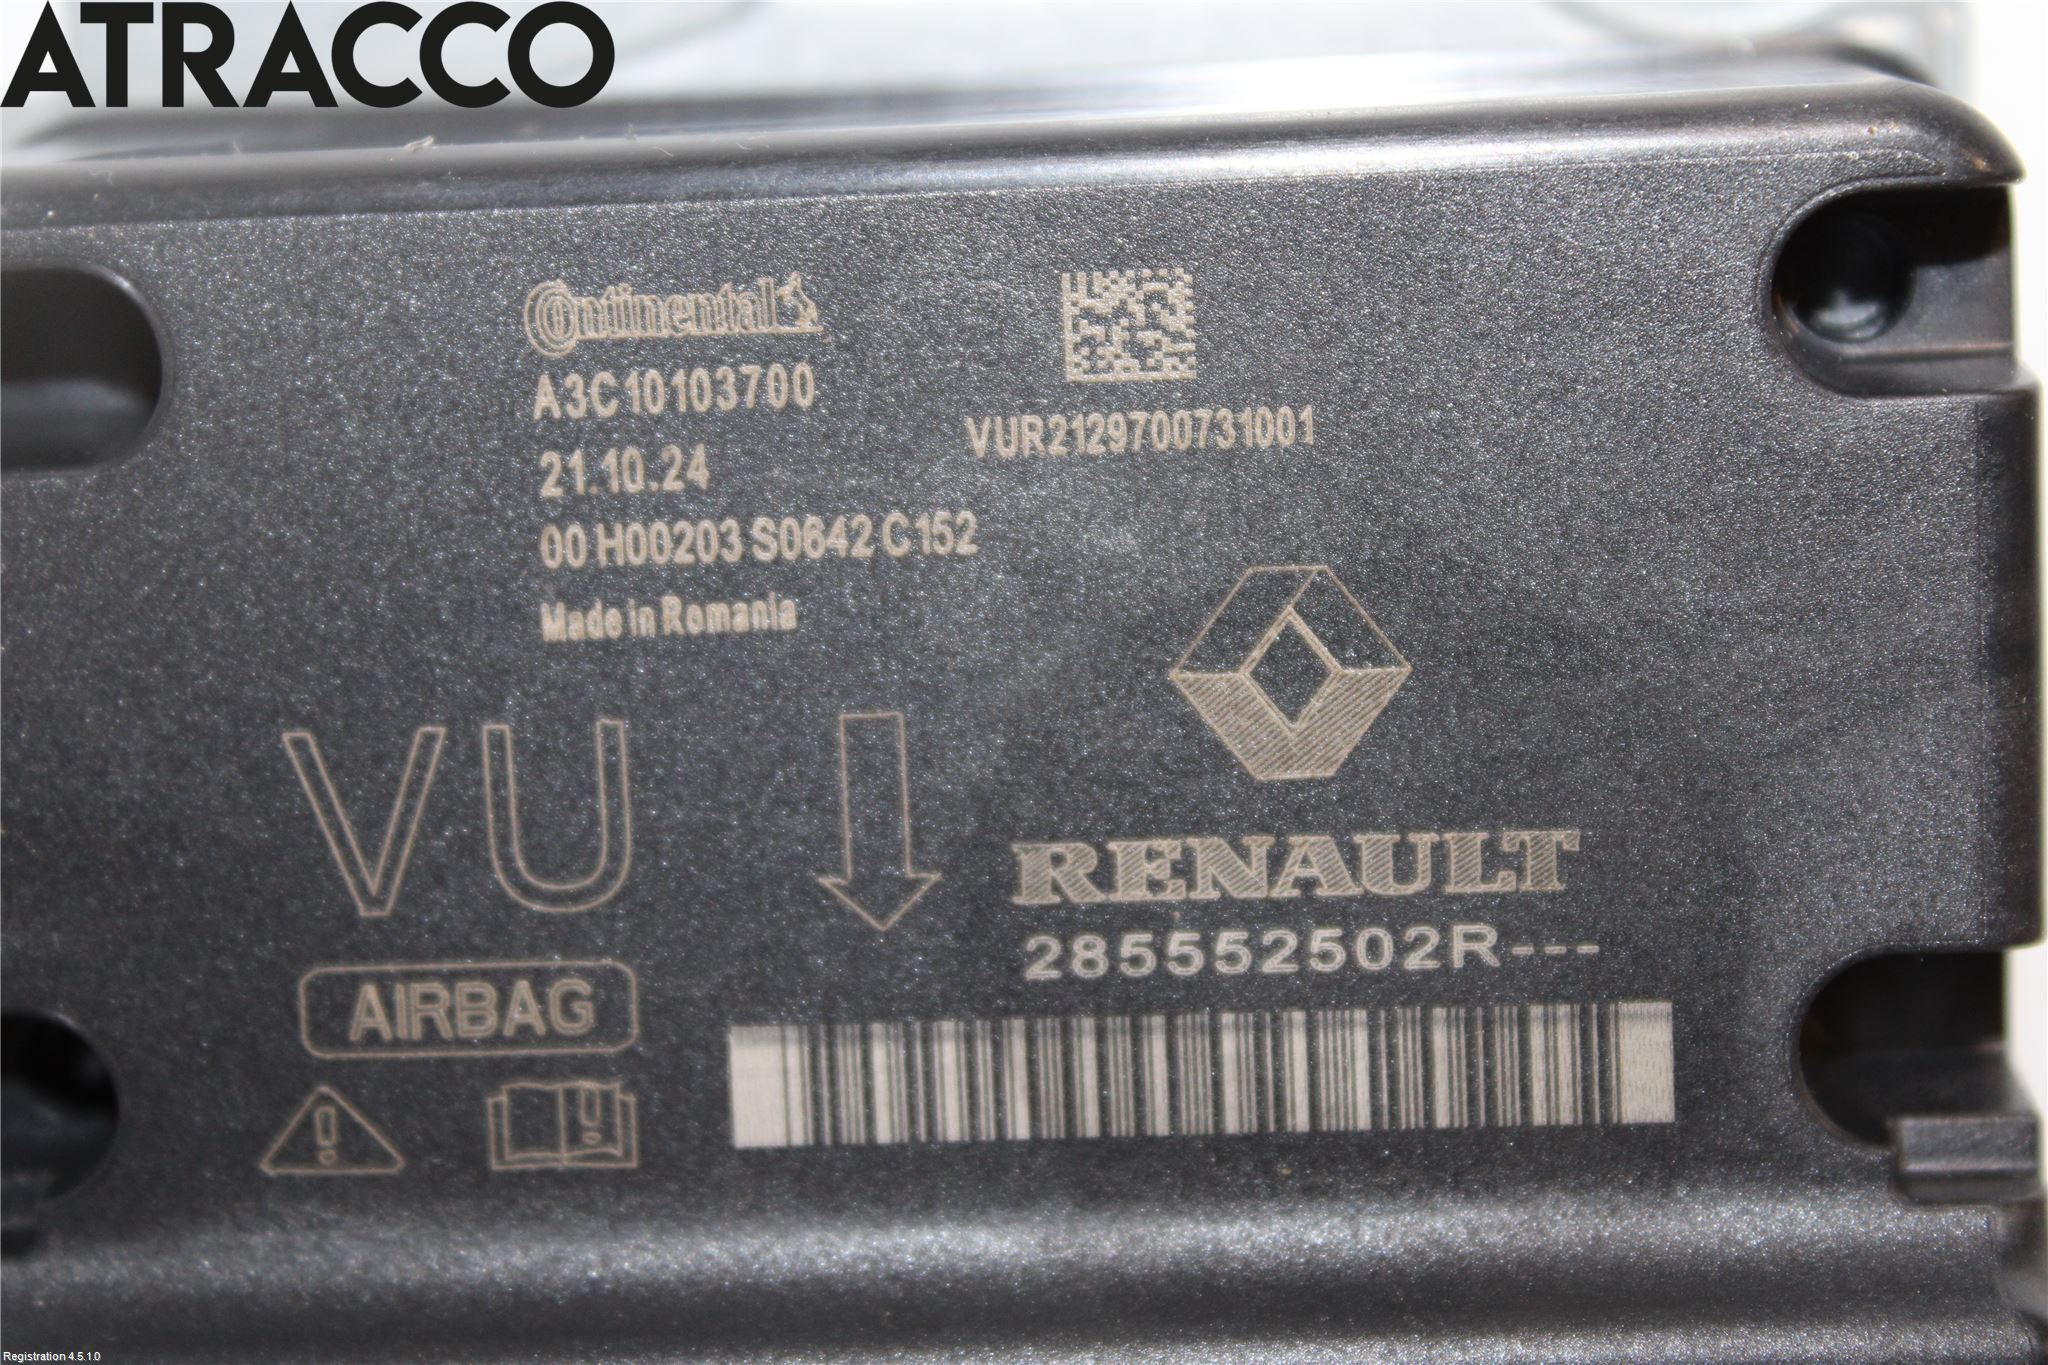 ATRACCO
Continental
A3C10103700
21.10.24
00 H00203 S0642 C152
Made in Romania
VUR2129700731001
VU
RENAULT
285552502R---
AIRBAG
Registration 4.5.1.0